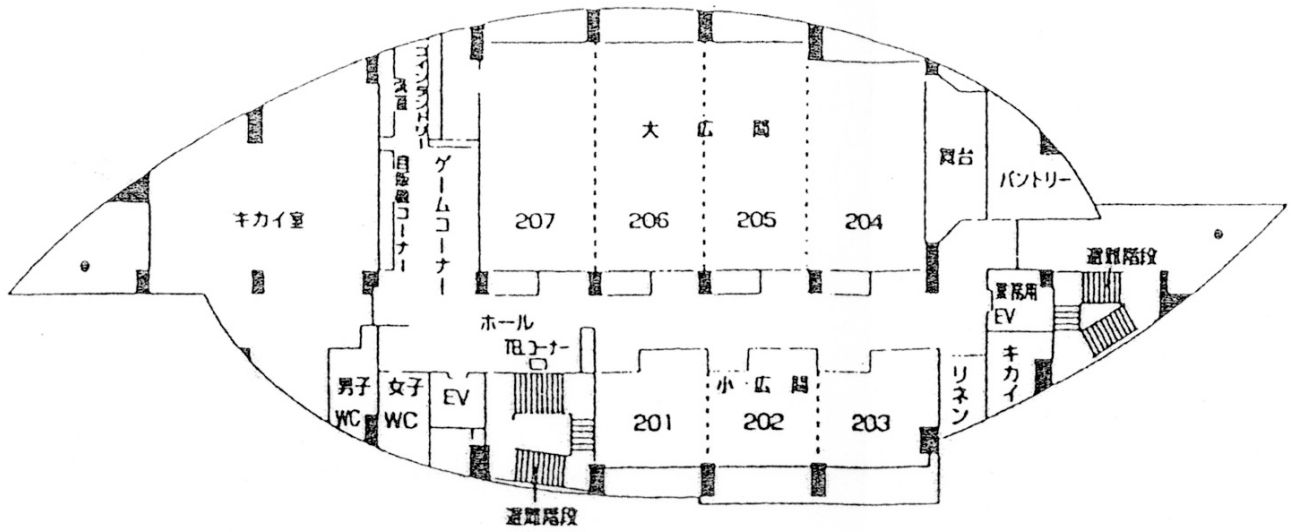 コインランドリー
自販機コーナー
ゲームコーナー
キカイ室
大広間
207
206
205
204
舞台
パントリー
避難階段
業務用
EV
キカイ
リネン
ホール
TELコーナー
男子
WC
女子
WC
EV
小広間
201
202
203
避難階段